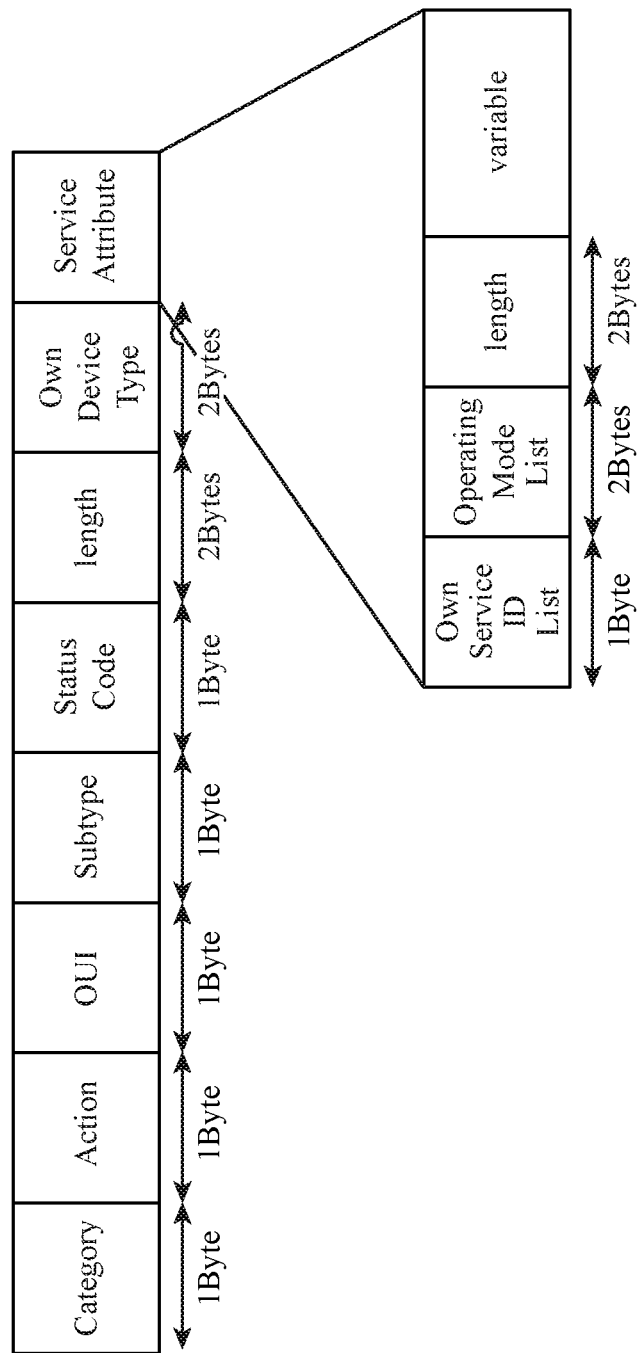 Category
Action
OUI
Subtype
Status
Code
length
Own
Device
Type
Service
Attribute
1Byte
1Byte
1Byte
1Byte
1Byte
2Bytes
2Bytes
Own
Service
ID
List
Operating
Mode
List
length
variable
1Byte
2Bytes
2Bytes